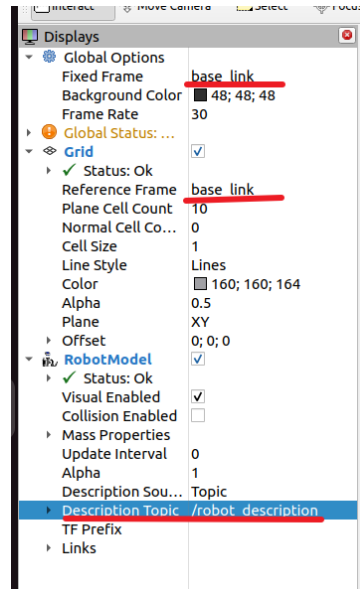 Interact Move Camera Select Focus
Displays
Global Options
Fixed Frame base_link
Background Color 48; 48; 48
Frame Rate 30
Global Status: ...
Grid
Status: Ok
Reference Frame base_link
Plane Cell Count 10
Normal Cell Co... 0
Cell Size 1
Line Style Lines
Color 160; 160; 164
Alpha 0.5
Plane XY
Offset 0; 0; 0
RobotModel
Status: Ok
Visual Enabled
Collision Enabled
Mass Properties
Update Interval 0
Alpha 1
Description Sou... Topic
Description Topic /robot_description
TF Prefix
Links